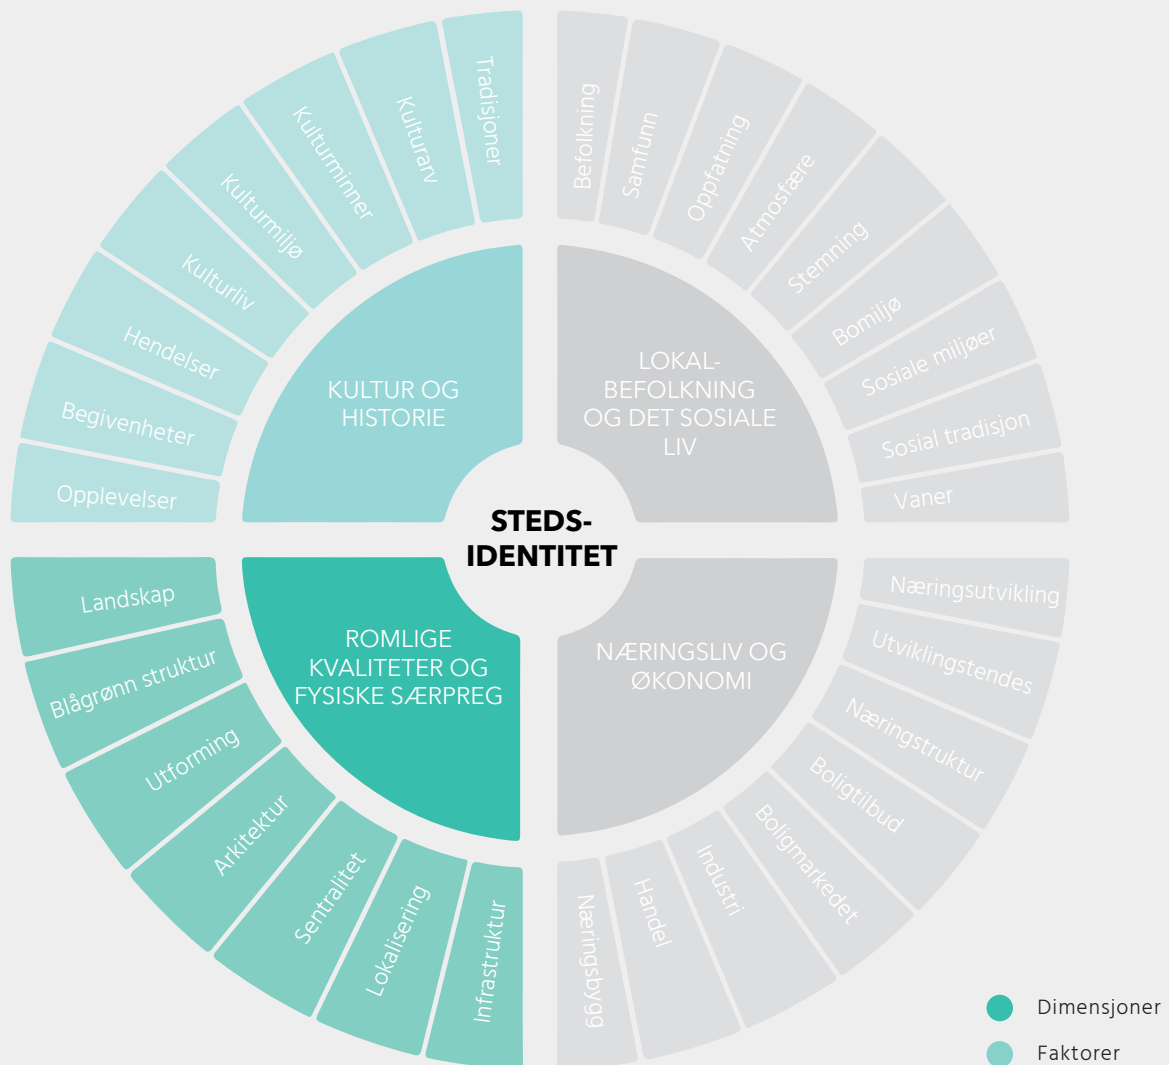 Tradisjoner
Kulturarv
Kulturminner
Kulturmiljø
Kulturliv
Hendelser
Begivenheter
Opplevelser
KULTUR OG
HISTORIE
Befolkning
Samfunn
Oppfatning
Atmosfære
Stemning
Bomiljø
Sosiale miljøer
Sosial tradisjon
Vaner
LOKAL-
BEFOLKNING
OG DET SOSIALE
LIV
STEDS-
IDENTITET
Landskap
Blågrønn struktur
Utforming
Arkitektur
Sentralitet
Lokalisering
Infrastruktur
ROMLIGE
KVALITETER OG
FYSISKE SÆRPREG
Næringsutvikling
Utviklingstendes
Næringstruktur
Boligtilbud
Boligmarkedet
Industri
Handel
Næringsbygg
NÆRINGSLIV OG
ØKONOMI
Dimensjoner
Faktorer